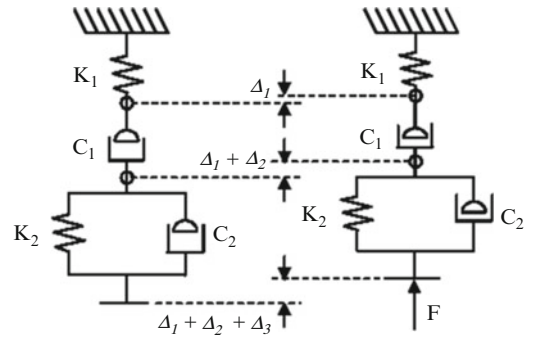 K₁
K₁
Δ₁
C₁
C₁
Δ₁ + Δ₂
K₂
C₂
K₂
C₂
Δ₁ + Δ₂ + Δ₃
F